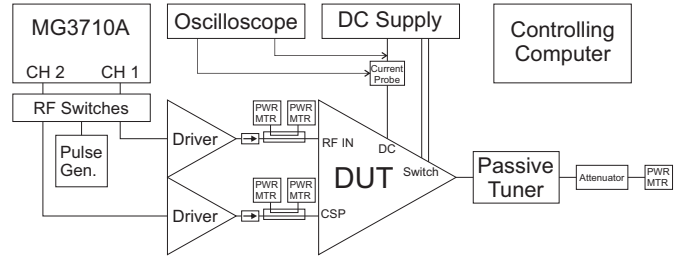 MG3710A
CH 2
CH 1
Oscilloscope
DC Supply
Controlling
Computer
Current
Probe
RF Switches
Pulse
Gen.
Driver
PWR
MTR
PWR
MTR
RF IN
DC
Switch
DUT
Driver
PWR
MTR
PWR
MTR
CSP
Passive
Tuner
Attenuator
PWR
MTR